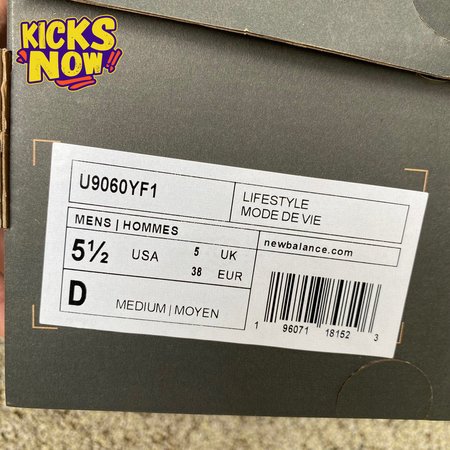 KICKS
NOW
U9060YF1
LIFESTYLE
MODE DE VIE
MENS | HOMMES
5½ USA 5 UK
38 EUR
newbalance.com
D MEDIUM | MOYEN
1 96071 18152 3